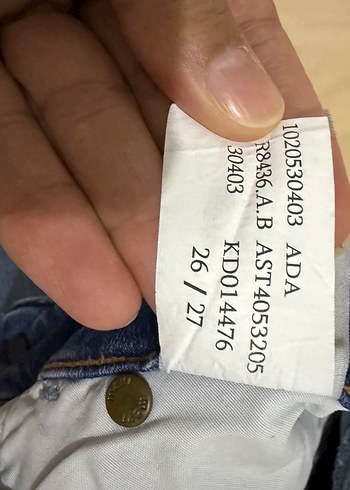 1020530403 ADA
R8436.A.B AST4053205
30403 KD014476
26 / 27